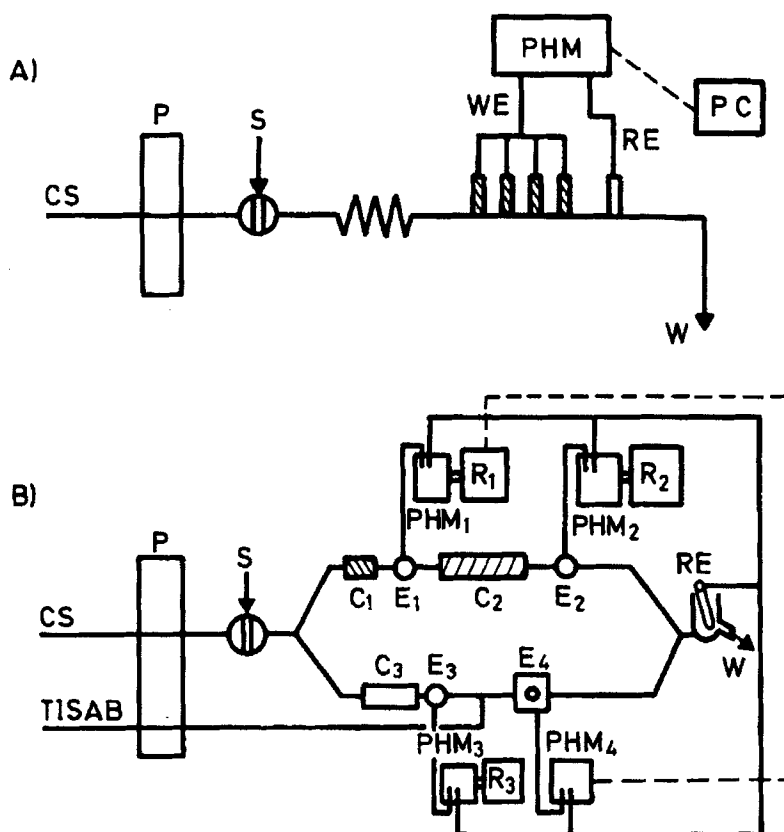 A)
PHM
PC
P
S
WE
RE
CS
W
B)
R₁
R₂
PHM₁
PHM₂
P
S
C₁
E₁
C₂
E₂
RE
CS
W
C₃
E₃
E₄
TISAB
PHM₃
PHM₄
R₃